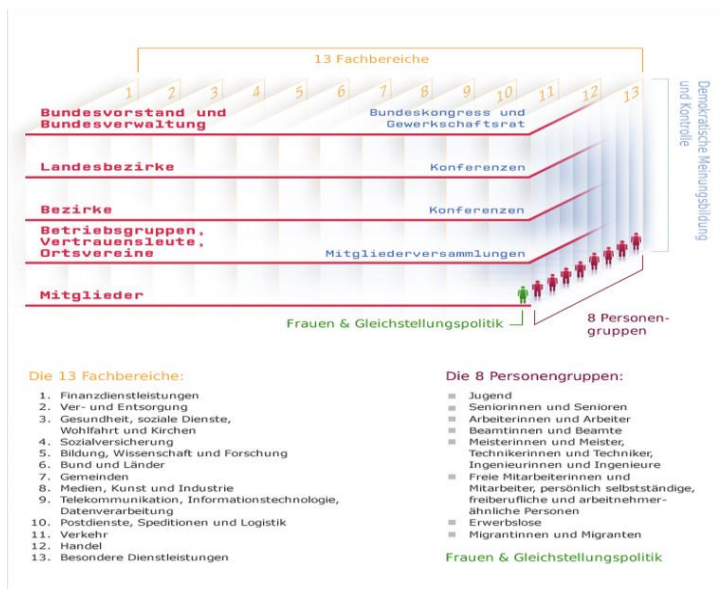 13 Fachbereiche
1 2 3 4 5 6 7 8 9 10 11 12 13
Demokratische Meinungsbildung
und Kontrolle
Bundesvorstand und
Bundesverwaltung
Bundeskongress und
Gewerkschaftsrat
Landesbezirke
Konferenzen
Bezirke
Konferenzen
Betriebsgruppen,
Vertrauensleute,
Ortsvereine
Mitgliederversammlungen
Mitglieder
Frauen & Gleichstellungspolitik
8 Personen-
gruppen
Die 13 Fachbereiche:
1. Finanzdienstleistungen
2. Ver- und Entsorgung
3. Gesundheit, soziale Dienste,
Wohlfahrt und Kirchen
4. Sozialversicherung
5. Bildung, Wissenschaft und Forschung
6. Bund und Länder
7. Gemeinden
8. Medien, Kunst und Industrie
9. Telekommunikation, Informationstechnologie,
Datenverarbeitung
10. Postdienste, Speditionen und Logistik
11. Verkehr
12. Handel
13. Besondere Dienstleistungen
Die 8 Personengruppen:
Jugend
Seniorinnen und Senioren
Arbeiterinnen und Arbeiter
Beamtinnen und Beamte
Meisterinnen und Meister,
Technikerinnen und Techniker,
Ingenieurinnen und Ingenieure
Freie Mitarbeiterinnen und
Mitarbeiter, persönlich selbstständige,
freiberufliche und arbeitnehmer-
ähnliche Personen
Erwerbslose
Migrantinnen und Migranten
Frauen & Gleichstellungspolitik